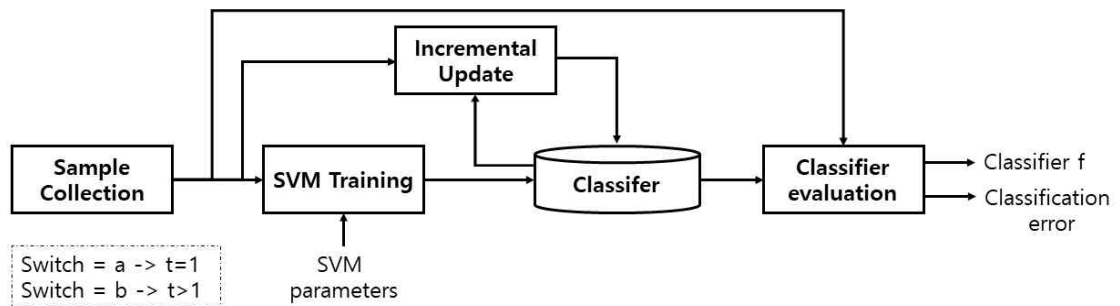 Incremental
Update
Sample
Collection
SVM Training
Classifer
Classifier
evaluation
Classifier f
Classification
error
Switch = a -> t=1
Switch = b -> t>1
SVM
parameters